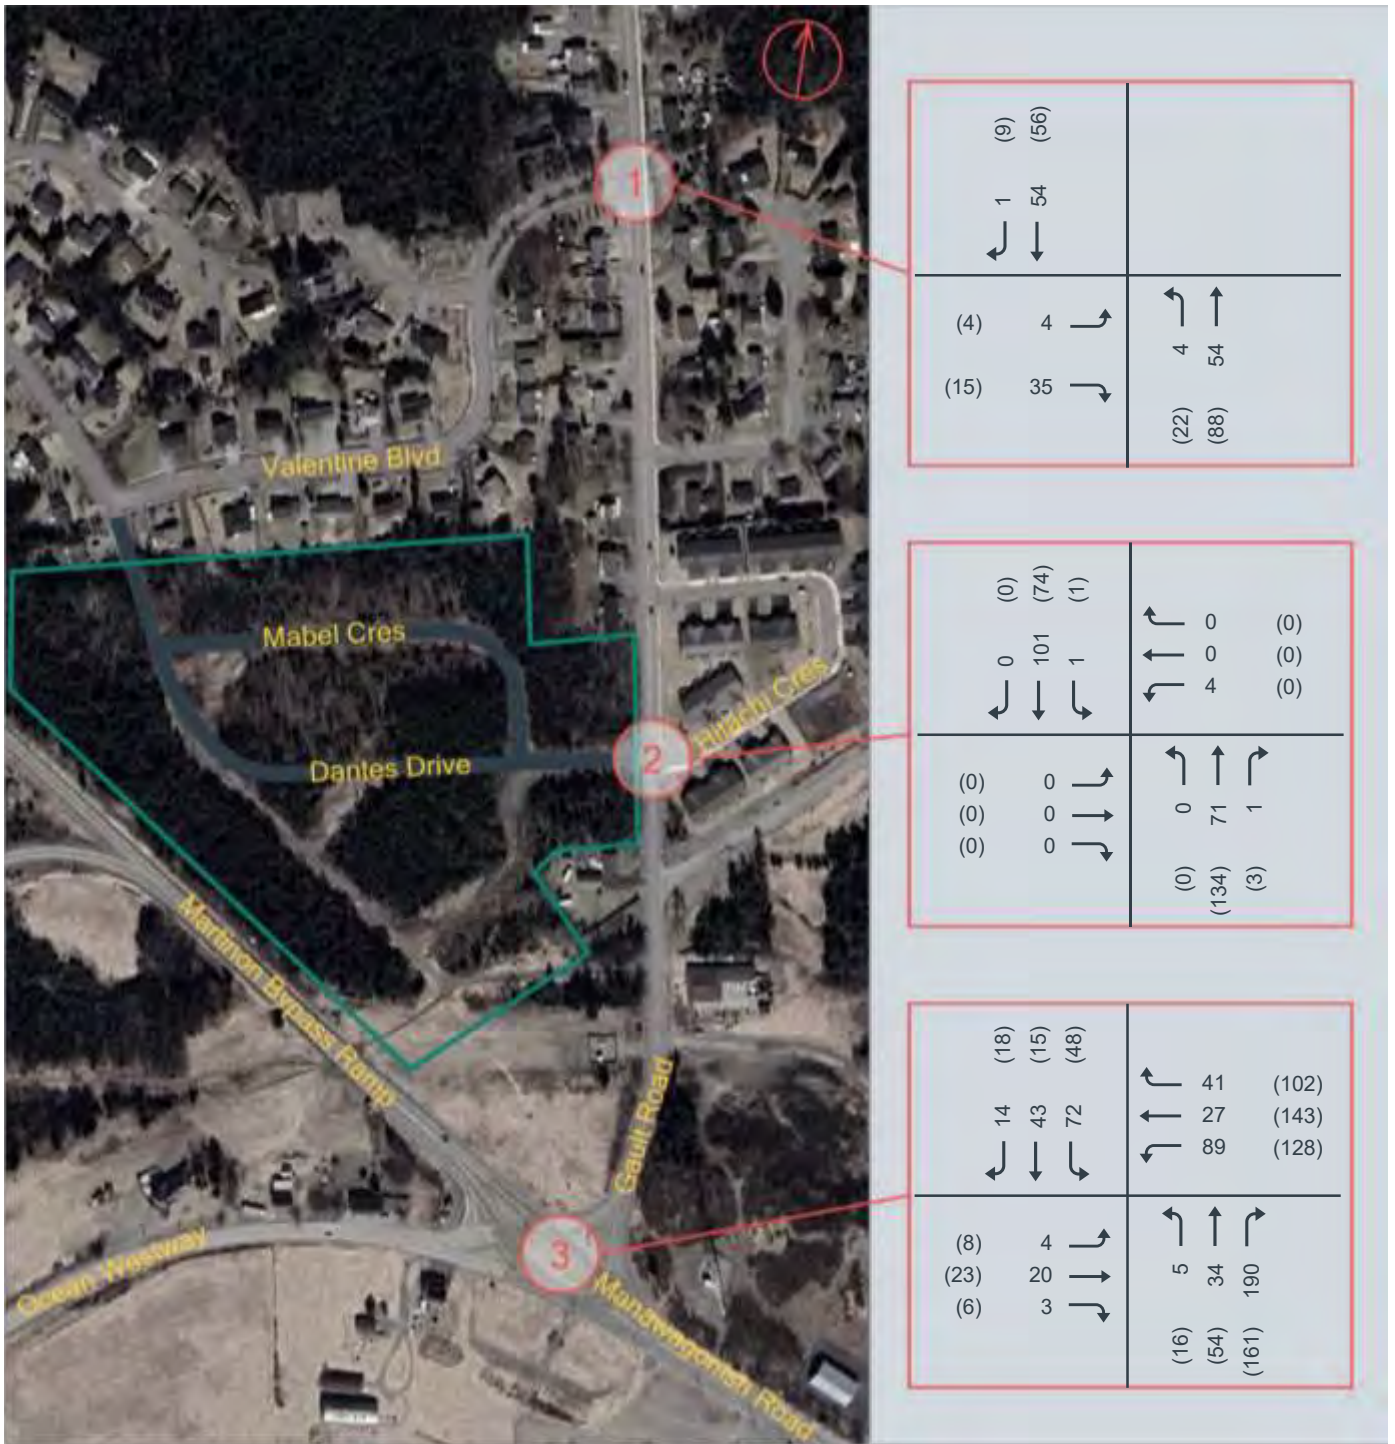 1
Valentine Blvd
Mabel Cres
Dantes Drive
2
Hitachi Cres
Martinon Bypass Ramp
Gault Road
Ocean Westway
3
Manawagonish Road
(9) (56)
1 54
(4) 4
(15) 35
4 54
(22) (88)
(0) (74) (1)
0 101 1
0 (0)
0 (0)
4 (0)
(0) 0
(0) 0
(0) 0
0 71 1
(0) (134) (3)
(18) (15) (48)
14 43 72
41 (102)
27 (143)
89 (128)
(8) 4
(23) 20
(6) 3
5 34 190
(16) (54) (161)